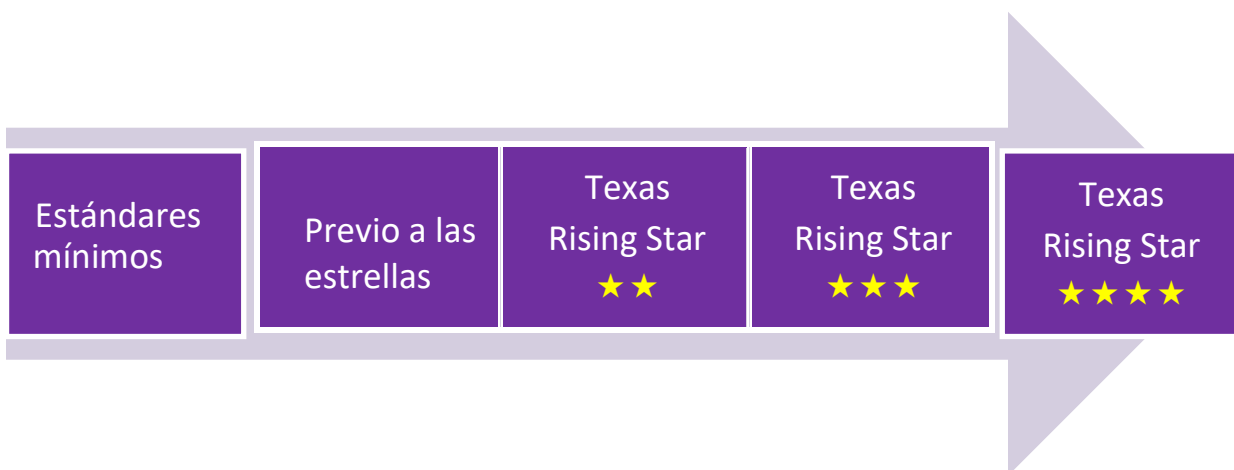 Estándares
mínimos
Previo a las
estrellas
Texas
Rising Star
★★
Texas
Rising Star
★★★
Texas
Rising Star
★★★★